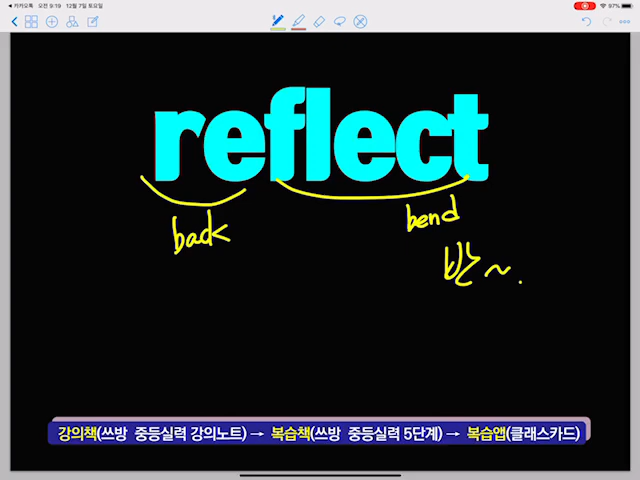 카카오톡 오전 9:19 12월 7일 토요일 97%
reflect
back
bend
반~.
강의책(쓰방 중등실력 강의노트) → 복습책(쓰방 중등실력 5단계) → 복습앱(클래스카드)